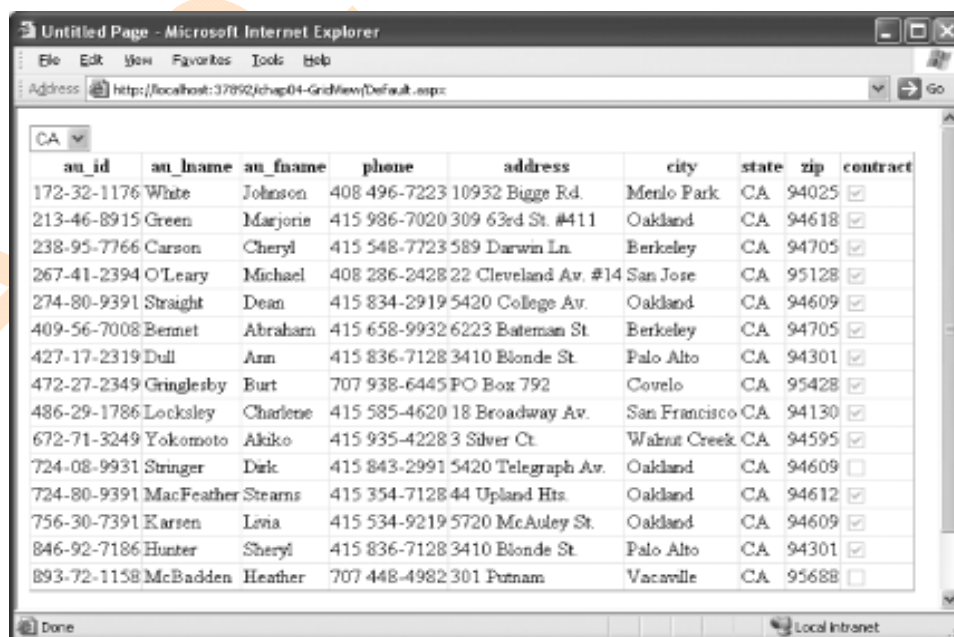 Untitled Page - Microsoft Internet Explorer
File Edit View Favorites Tools Help
Address http://localhost:37892/chap04-GridView/Default.aspx Go
CA
au_id au_lname au_fname phone address city state zip contract
172-32-1176 White Johnson 408 496-7223 10932 Bigge Rd. Menlo Park CA 94025
213-46-8915 Green Marjorie 415 986-7020 309 63rd St. #411 Oakland CA 94618
238-95-7766 Carson Cheryl 415 548-7723 589 Darwin Ln. Berkeley CA 94705
267-41-2394 O'Leary Michael 408 286-2428 22 Cleveland Av. #14 San Jose CA 95128
274-80-9391 Straight Dean 415 834-2919 5420 College Av. Oakland CA 94609
409-56-7008 Bennet Abraham 415 658-9932 6223 Bateman St. Berkeley CA 94705
427-17-2319 Dull Ann 415 836-7128 3410 Blonde St. Palo Alto CA 94301
472-27-2349 Gringlesby Burt 707 938-6445 PO Box 792 Covelo CA 95428
486-29-1786 Locksley Charlene 415 585-4620 18 Broadway Av. San Francisco CA 94130
672-71-3249 Yokomoto Akiko 415 935-4228 3 Silver Ct. Walnut Creek CA 94595
724-08-9931 Stringer Dirk 415 843-2991 5420 Telegraph Av. Oakland CA 94609
724-80-9391 MacFeather Stearns 415 354-7128 44 Upland Hts. Oakland CA 94612
756-30-7391 Karsen Livia 415 534-9219 5720 McAuley St. Oakland CA 94609
846-92-7186 Hunter Sheryl 415 836-7128 3410 Blonde St. Palo Alto CA 94301
893-72-1158 McBadden Heather 707 448-4982 301 Putnam Vacaville CA 95688
Done Local intranet